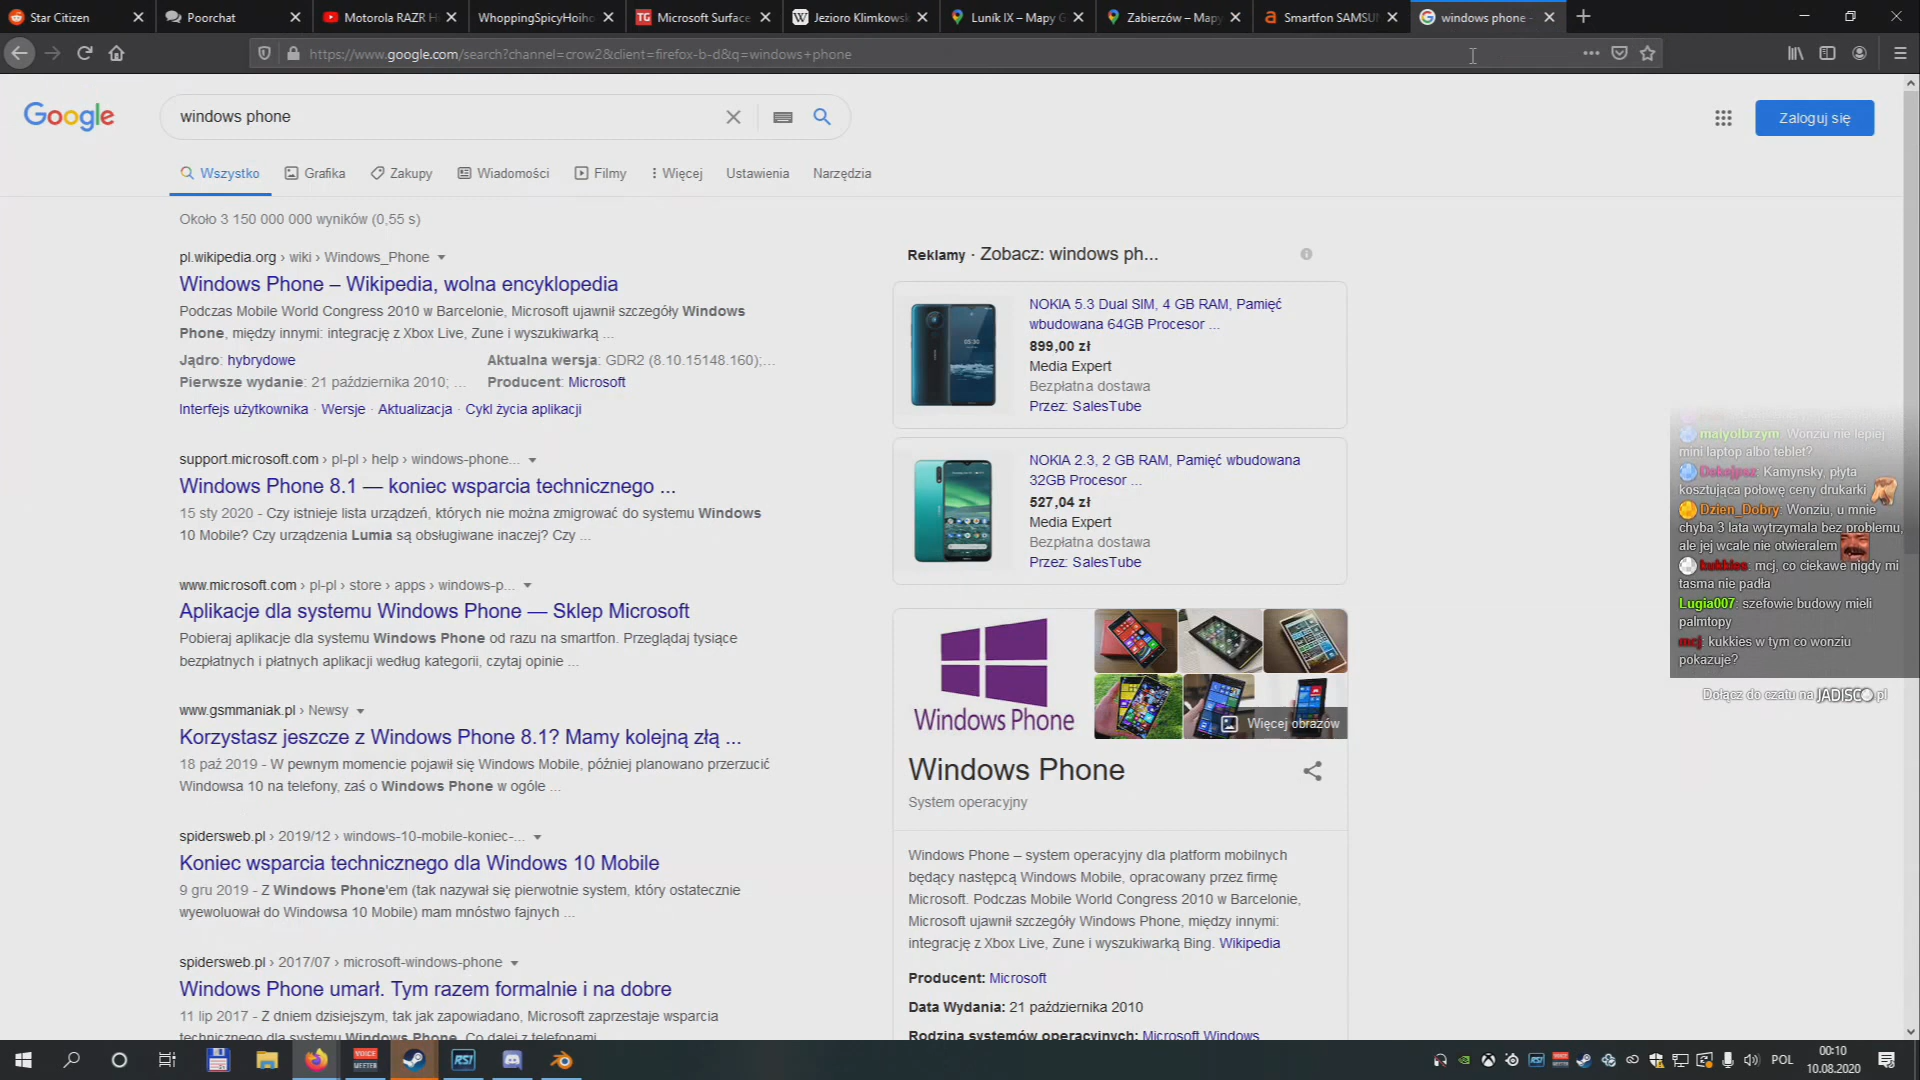 Star Citizen
Poorchat
Motorola RAZR H
WhoppingSpicyHoiho
Microsoft Surface
Jezioro Klimkowsk
Lunik IX – Mapy G
Zabierzów – Mapy
Smartfon SAMSUN
windows phone -
https://www.google.com/search?channel=crow2&client=firefox-b-d&q=windows+phone
Google
windows phone
Zaloguj się
Wszystko
Grafika
Zakupy
Wiadomości
Filmy
Więcej
Ustawienia
Narzędzia
Około 3 150 000 000 wyników (0,55 s)
pl.wikipedia.org › wiki › Windows_Phone
Windows Phone – Wikipedia, wolna encyklopedia
Podczas Mobile World Congress 2010 w Barcelonie, Microsoft ujawnił szczegóły Windows
Phone, między innymi: integrację z Xbox Live, Zune i wyszukiwarką ...
Jądro: hybrydowe
Aktualna wersja: GDR2 (8.10.15148.160);...
Pierwsze wydanie: 21 października 2010; ...
Producent: Microsoft
Interfejs użytkownika · Wersje · Aktualizacja · Cykl życia aplikacji
support.microsoft.com › pl-pl › help › windows-phone...
Windows Phone 8.1 — koniec wsparcia technicznego ...
15 sty 2020 - Czy istnieje lista urządzeń, których nie można zmigrować do systemu Windows
10 Mobile? Czy urządzenia Lumia są obsługiwane inaczej? Czy ...
www.microsoft.com › pl-pl › store › apps › windows-p...
Aplikacje dla systemu Windows Phone — Sklep Microsoft
Pobieraj aplikacje dla systemu Windows Phone od razu na smartfon. Przeglądaj tysiące
bezpłatnych i płatnych aplikacji według kategorii, czytaj opinie ...
www.gsmmaniak.pl › Newsy
Korzystasz jeszcze z Windows Phone 8.1? Mamy kolejną złą ...
18 paź 2019 - W pewnym momencie pojawił się Windows Mobile, później planowano przerzucić
Windowsa 10 na telefony, zaś o Windows Phone w ogóle ...
spidersweb.pl › 2019/12 › windows-10-mobile-koniec-...
Koniec wsparcia technicznego dla Windows 10 Mobile
9 gru 2019 - Z Windows Phone'em (tak nazywał się pierwotnie system, który ostatecznie
wyewoluował do Windowsa 10 Mobile) mam mnóstwo fajnych ...
spidersweb.pl › 2017/07 › microsoft-windows-phone
Windows Phone umarł. Tym razem formalnie i na dobre
11 lip 2017 - Z dniem dzisiejszym, tak jak zapowiadano, Microsoft zaprzestaje wsparcia
technicznego dla systemu Windows Phone. Co dalej z telefonami
Reklamy · Zobacz: windows ph...
NOKIA 5.3 Dual SIM, 4 GB RAM, Pamięć
wbudowana 64GB Procesor ...
899,00 zł
Media Expert
Bezpłatna dostawa
Przez: SalesTube
NOKIA 2.3, 2 GB RAM, Pamięć wbudowana
32GB Procesor ...
527,04 zł
Media Expert
Bezpłatna dostawa
Przez: SalesTube
Windows Phone
Więcej obrazów
Windows Phone
System operacyjny
Windows Phone – system operacyjny dla platform mobilnych
będący następcą Windows Mobile, opracowany przez firmę
Microsoft. Podczas Mobile World Congress 2010 w Barcelonie,
Microsoft ujawnił szczegóły Windows Phone, między innymi:
integrację z Xbox Live, Zune i wyszukiwarką Bing. Wikipedia
Producent: Microsoft
Data Wydania: 21 października 2010
Rodzina systemów operacyjnych: Microsoft Windows
malyolbrzym: Wonziu nie lepiej
mini laptop albo teblet?
Dakajpuz: Kamynsky, płyta
kosztująca połowę ceny drukarki
Dzien_Dobry: Wonziu, u mnie
chyba 3 lata wytrzymala bez problemu,
ale jej wcale nie otwieralem
kukkies: mcj, co ciekawe nigdy mi
tasma nie padła
Lugia007: szefowie budowy mieli
palmtopy
mcj: kukkies w tym co wonziu
pokazuje?
Dołącz do czatu na JADISCO.pl
POL
00:10
10.08.2020